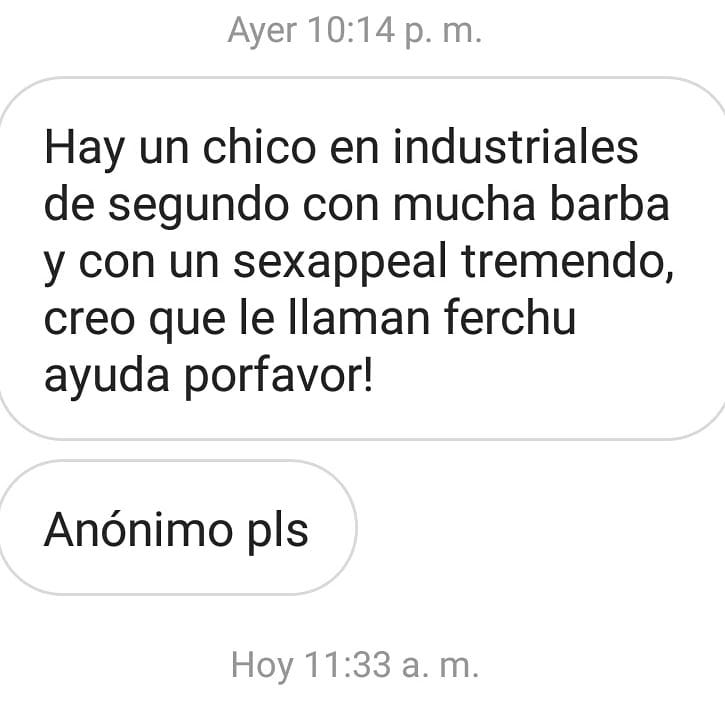 Ayer 10:14 p. m.
Hay un chico en industriales
de segundo con mucha barba
y con un sexappeal tremendo,
creo que le llaman ferchu
ayuda porfavor!
Anónimo pls
Hoy 11:33 a. m.